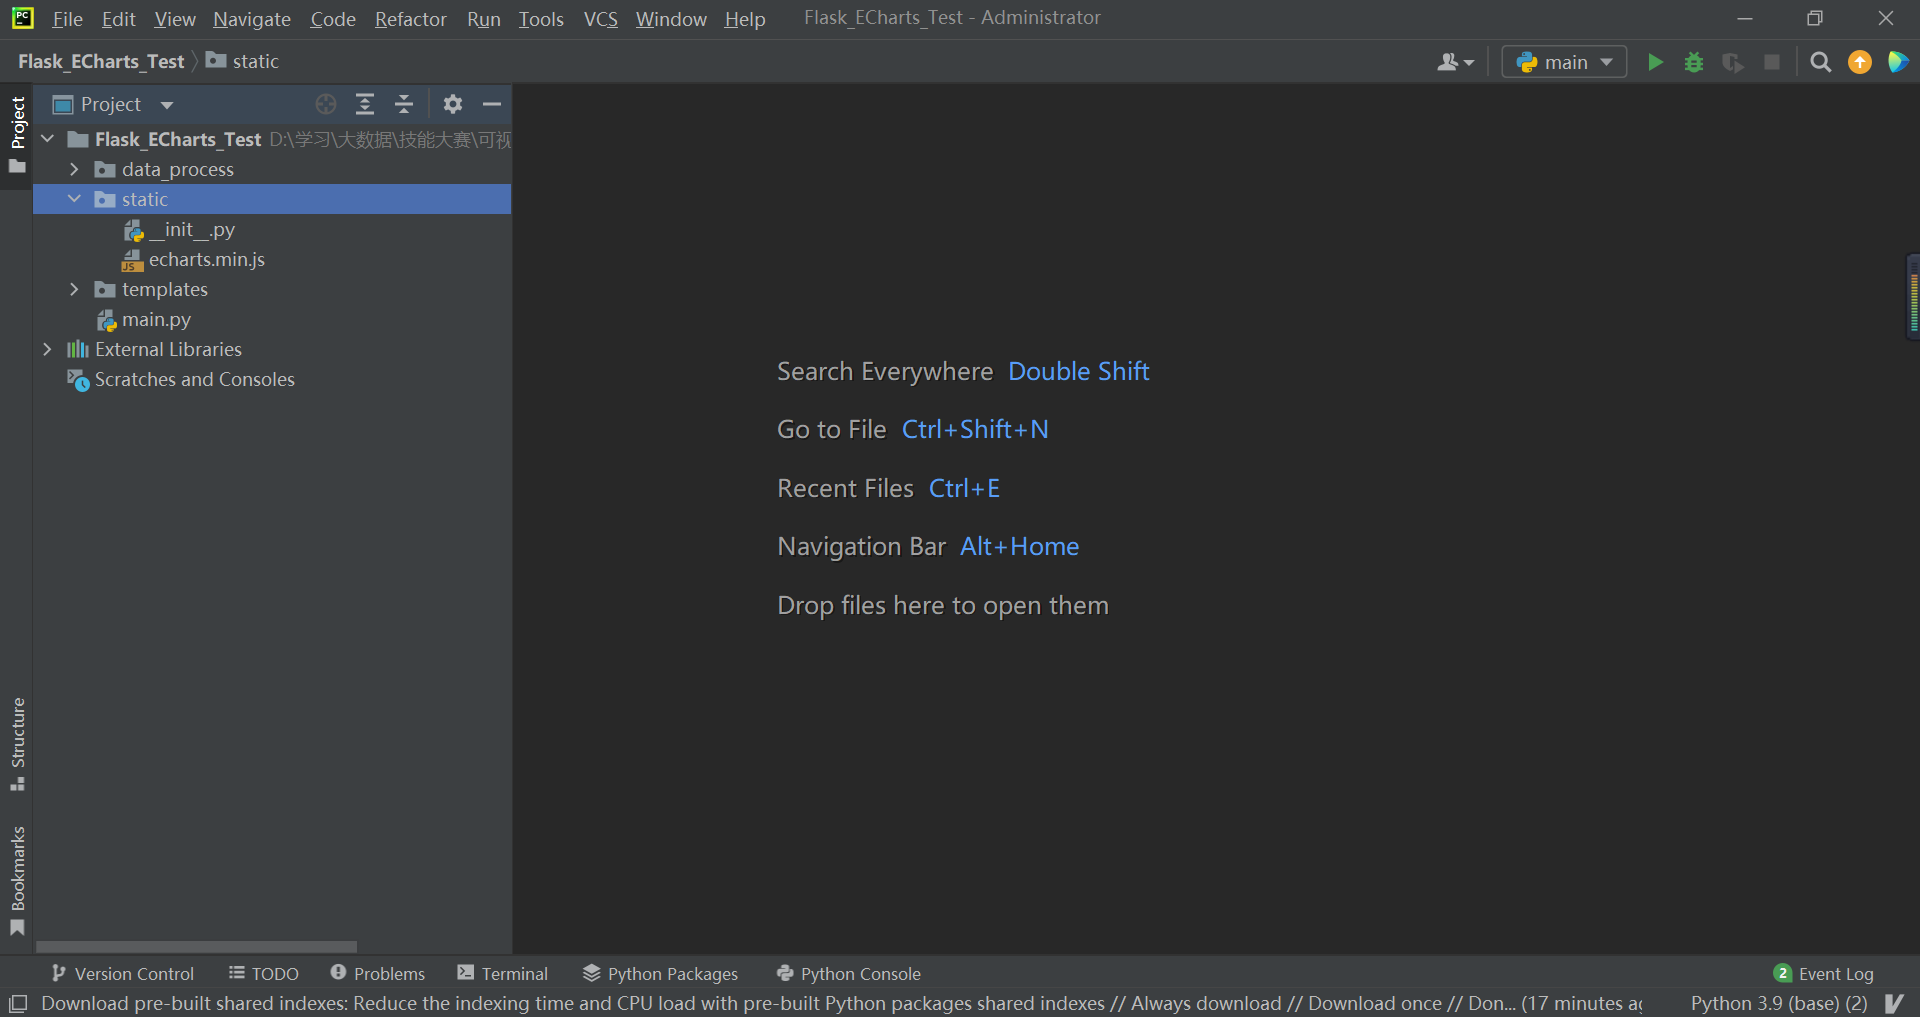 File Edit View Navigate Code Refactor Run Tools VCS Window Help Flask_ECharts_Test - Administrator
Flask_ECharts_Test static main
Project
Project
Flask_ECharts_Test D:\学习\大数据\技能大赛\可视
data_process
static
__init__.py
echarts.min.js
templates
main.py
External Libraries
Scratches and Consoles
Search Everywhere Double Shift
Go to File Ctrl+Shift+N
Recent Files Ctrl+E
Navigation Bar Alt+Home
Drop files here to open them
Structure
Bookmarks
Version Control TODO Problems Terminal Python Packages Python Console 2 Event Log
Download pre-built shared indexes: Reduce the indexing time and CPU load with pre-built Python packages shared indexes // Always download // Download once // Don... (17 minutes Python 3.9 (base) (2)